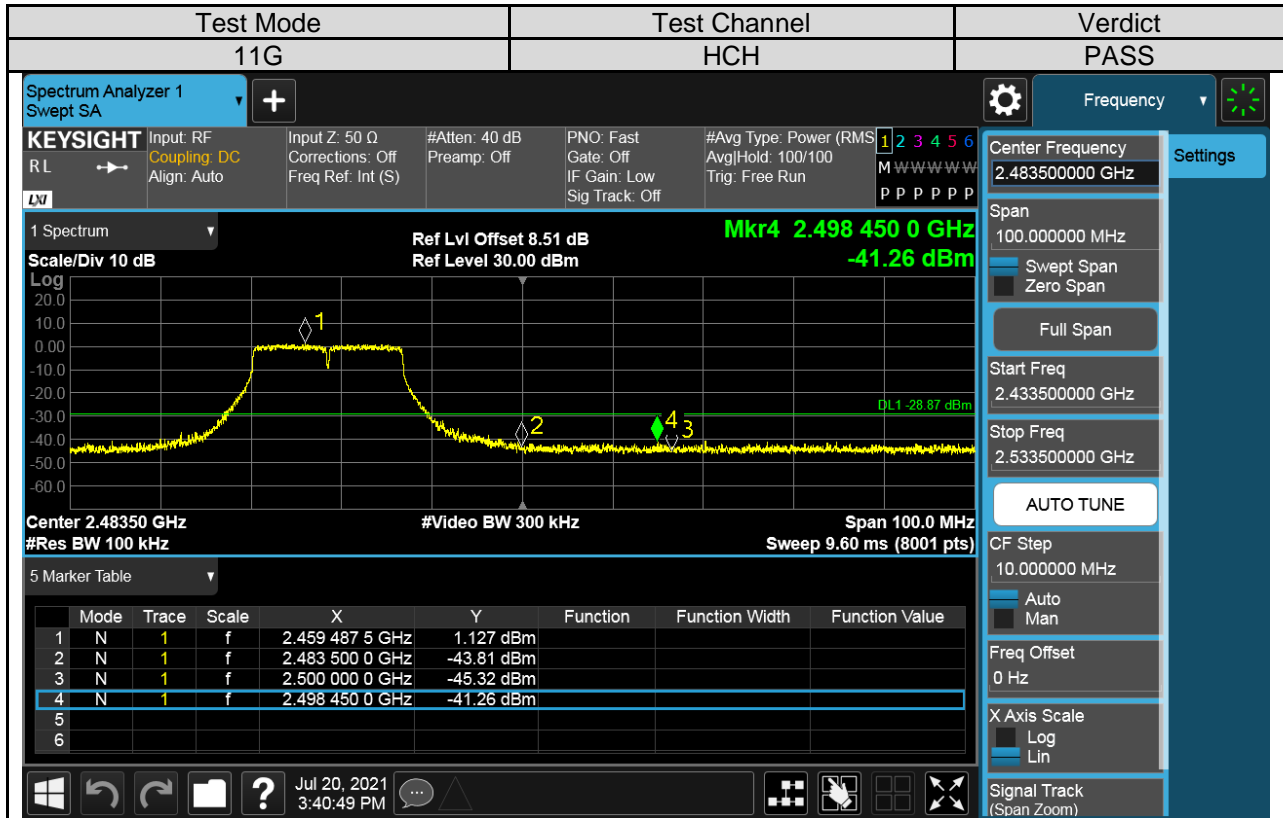 Test Mode Test Channel Verdict
11G HCH PASS
Spectrum Analyzer 1
Swept SA
Frequency
KEYSIGHT Input: RF Input Z: 50 Ω #Atten: 40 dB PNO: Fast #Avg Type: Power (RMS 1 2 3 4 5 6
RL Coupling: DC Corrections: Off Preamp: Off Gate: Off Avg|Hold: 100/100 M W W W W W
Align: Auto Freq Ref: Int (S) IF Gain: Low Trig: Free Run
LXI Sig Track: Off P P P P P P
1 Spectrum Ref Lvl Offset 8.51 dB Mkr4 2.498 450 0 GHz
Scale/Div 10 dB Ref Level 30.00 dBm -41.26 dBm
Log
20.0
10.0
0.00
-10.0
-20.0
-30.0
-40.0
-50.0
-60.0
1
2
4
3
DL1 -28.87 dBm
Center 2.48350 GHz #Video BW 300 kHz Span 100.0 MHz
#Res BW 100 kHz Sweep 9.60 ms (8001 pts)
5 Marker Table
Mode Trace Scale X Y Function Function Width Function Value
1 N 1 f 2.459 487 5 GHz 1.127 dBm
2 N 1 f 2.483 500 0 GHz -43.81 dBm
3 N 1 f 2.500 000 0 GHz -45.32 dBm
4 N 1 f 2.498 450 0 GHz -41.26 dBm
5
6
Jul 20, 2021
3:40:49 PM
?
Center Frequency
2.483500000 GHz
Settings
Span
100.000000 MHz
Swept Span
Zero Span
Full Span
Start Freq
2.433500000 GHz
Stop Freq
2.533500000 GHz
AUTO TUNE
CF Step
10.000000 MHz
Auto
Man
Freq Offset
0 Hz
X Axis Scale
Log
Lin
Signal Track
(Span Zoom)